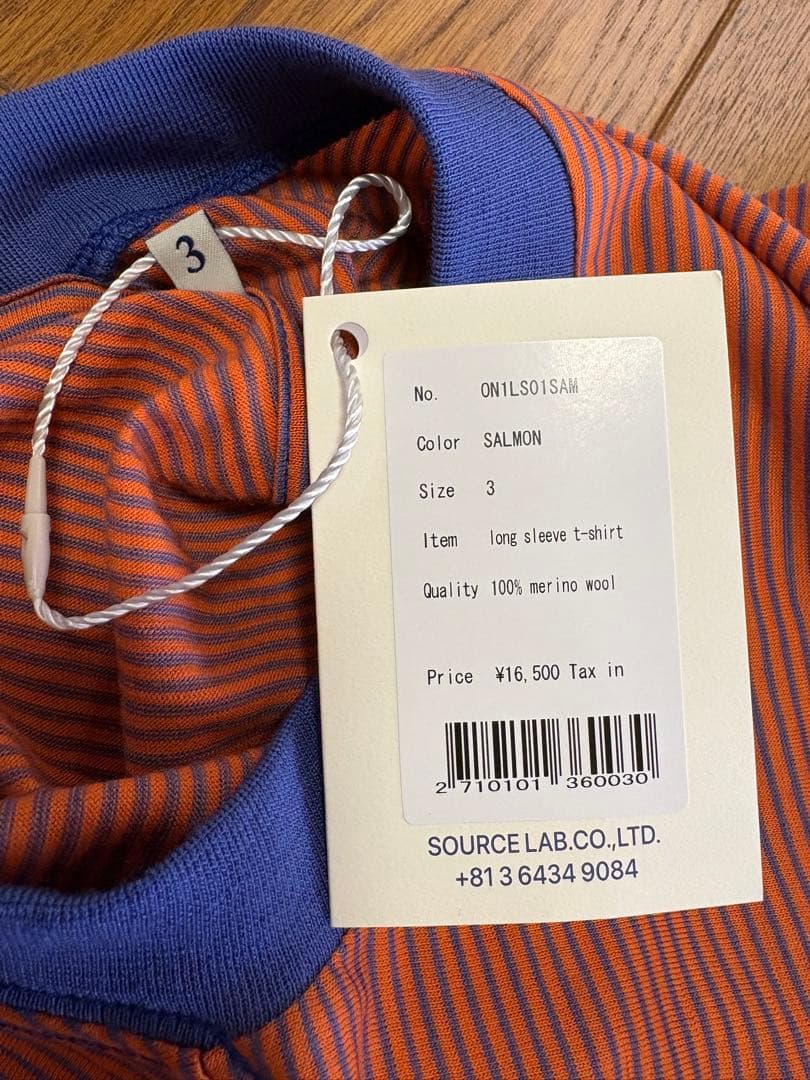 3
No. ON1LS01SAM
Color SALMON
Size 3
Item long sleeve t-shirt
Quality 100% merino wool
Price ¥16,500 Tax in
2 710101 360030
SOURCE LAB.CO.,LTD.
+81 3 6434 9084